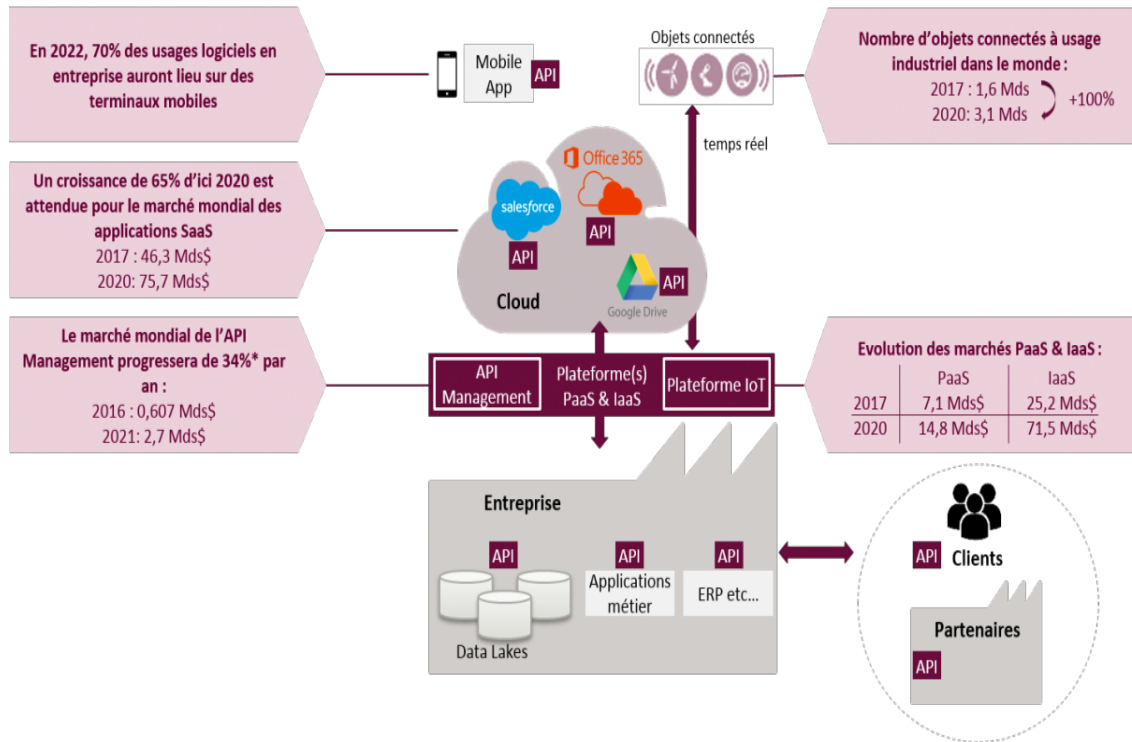 En 2022, 70% des usages logiciels en
entreprise auront lieu sur des
terminaux mobiles
Mobile
App
API
Objets connectés
Nombre d'objets connectés à usage
industriel dans le monde :
2017 : 1,6 Mds
2020: 3,1 Mds
+100%
temps réel
Un croissance de 65% d'ici 2020 est
attendue pour le marché mondial des
applications SaaS
2017 : 46,3 Mds$
2020: 75,7 Mds$
Office 365
salesforce
API
API
API
Cloud
Google Drive
Le marché mondial de l'API
Management progressera de 34%* par
an :
2016 : 0,607 Mds$
2021: 2,7 Mds$
API
Management
Plateforme(s)
PaaS & IaaS
Plateforme IoT
Evolution des marchés PaaS & IaaS :
PaaS IaaS
2017 7,1 Mds$ 25,2 Mds$
2020 14,8 Mds$ 71,5 Mds$
Entreprise
API
API
API
Applications
métier
ERP etc...
Data Lakes
API
Clients
Partenaires
API